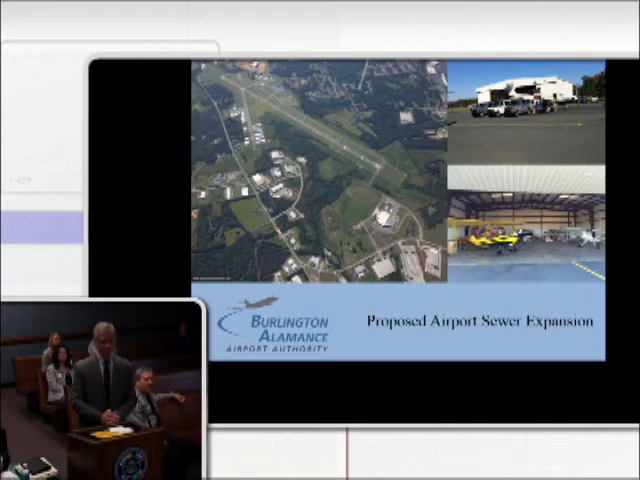 BURLINGTON
ALAMANCE
AIRPORT AUTHORITY
Proposed Airport Sewer Expansion